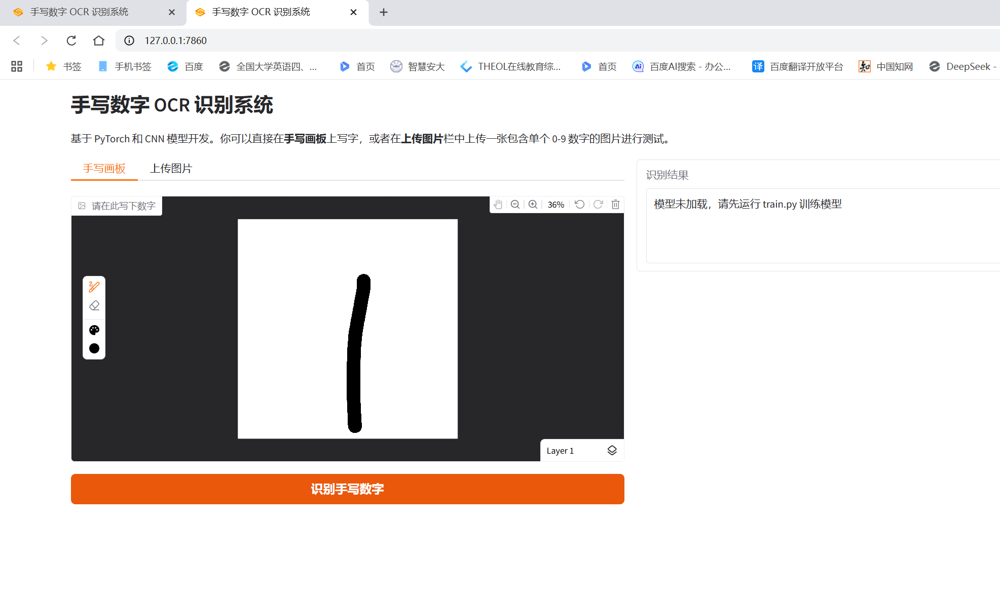 手写数字 OCR 识别系统
手写数字 OCR 识别系统
127.0.0.1:7860
书签
手机书签
百度
全国大学英语四、...
首页
智慧安大
THEOL在线教育综...
首页
百度AI搜索 - 办公...
译
百度翻译开放平台
知
中国知网
DeepSeek -
手写数字 OCR 识别系统
基于 PyTorch 和 CNN 模型开发。你可以直接在手写画板上写字，或者在上传图片栏中上传一张包含单个 0-9 数字的图片进行测试。
手写画板
上传图片
请在此写下数字
36%
1
Layer 1
识别手写数字
识别结果
模型未加载，请先运行 train.py 训练模型